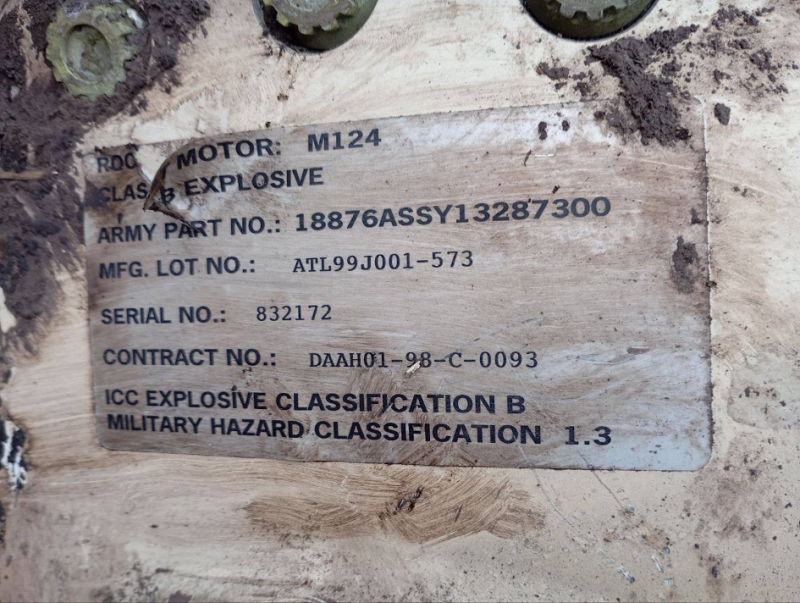 MOTOR: M124
CLASS B EXPLOSIVE
ARMY PART NO.: 18876ASSY13287300
MFG. LOT NO.: ATL99J001-573
SERIAL NO.: 832172
CONTRACT NO.: DAAH01-98-C-0093
ICC EXPLOSIVE CLASSIFICATION B
MILITARY HAZARD CLASSIFICATION 1.3